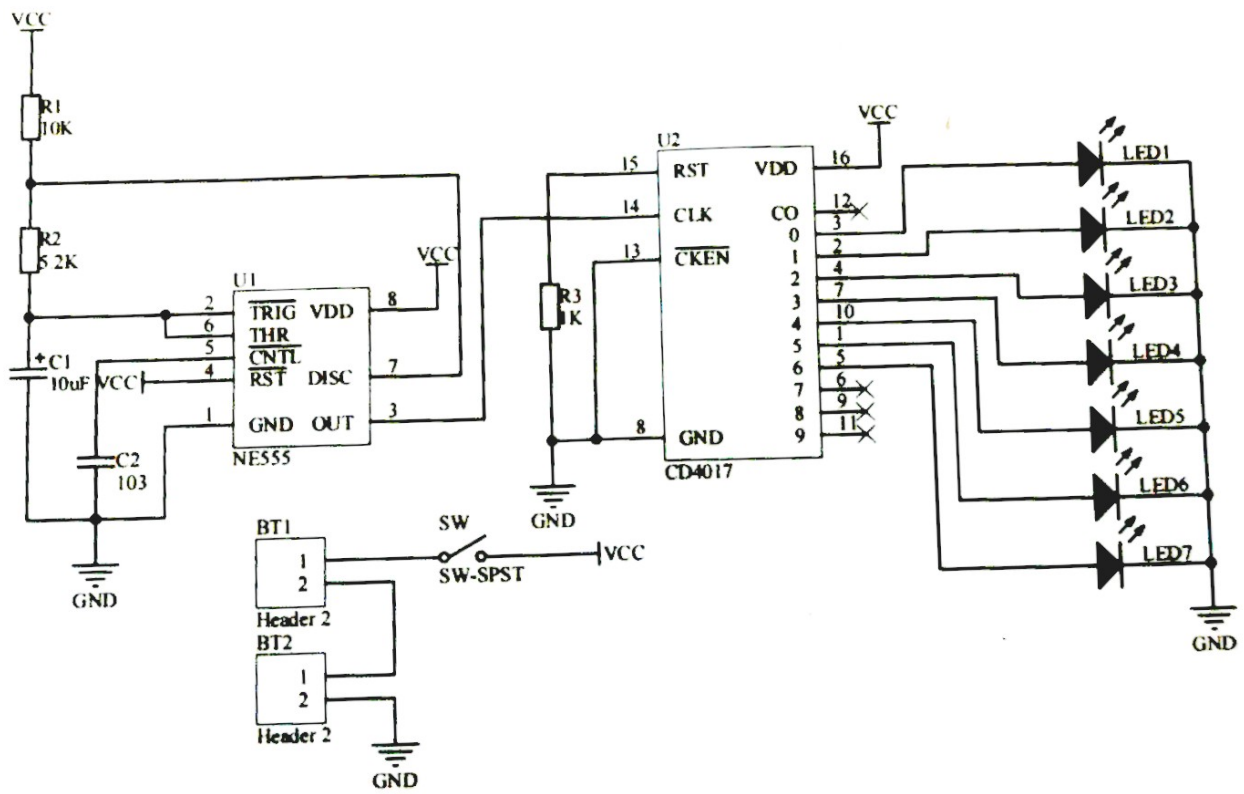 VCC
R1
10K
R2
5.2K
U1
2
6
5
4
1
TRIG
THR
CNTL
RST
GND
VDD
DISC
OUT
8
7
3
VCC
NE555
C1
+
10uF
VCC
C2
103
GND
U2
15
14
13
8
RST
CLK
CKEN
GND
VDD
CO
0
1
2
3
4
5
6
7
8
9
16
12
3
2
4
7
10
1
5
6
9
11
VCC
CD4017
R3
1K
GND
LED1
LED2
LED3
LED4
LED5
LED6
LED7
GND
BT1
1
2
Header 2
SW
SW-SPST
VCC
BT2
1
2
Header 2
GND